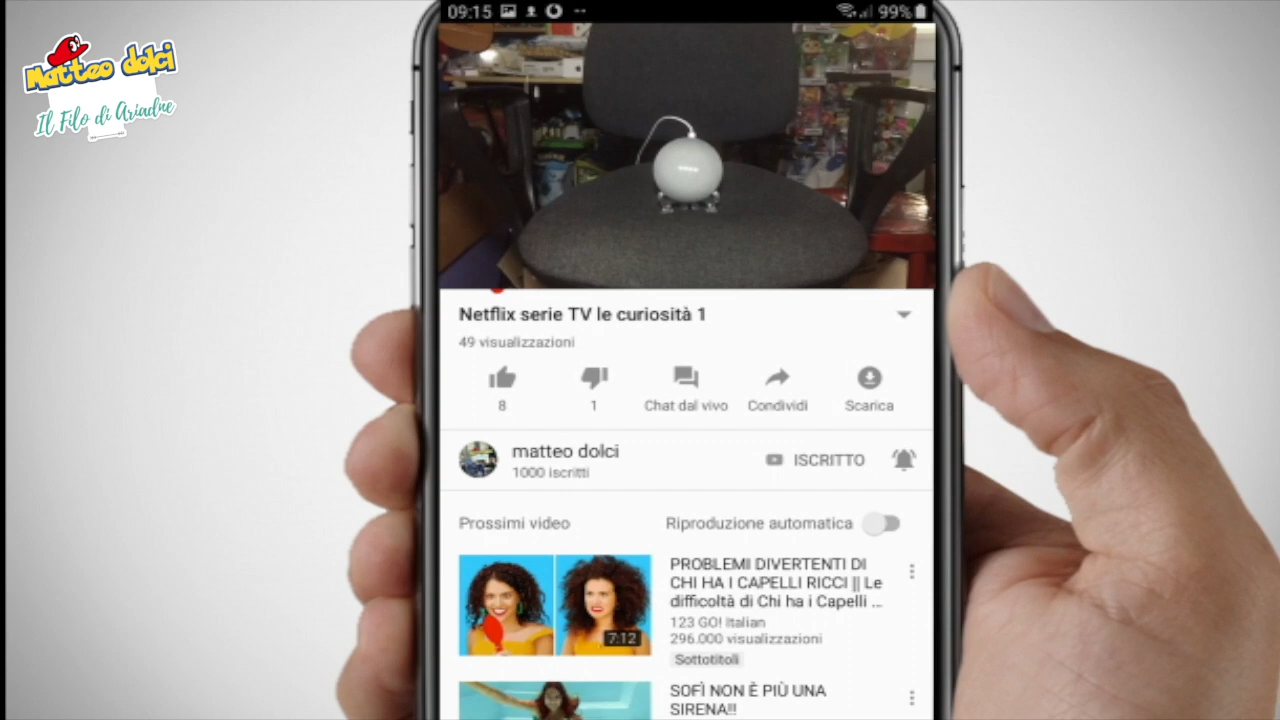 Matteo dolci
Il Filo di Ariadne
09:15
99%
Netflix serie TV le curiosità 1
49 visualizzazioni
8
1
Chat dal vivo
Condividi
Scarica
matteo dolci
1000 iscritti
ISCRITTO
Prossimi video
Riproduzione automatica
7:12
PROBLEMI DIVERTENTI DI
CHI HA I CAPELLI RICCI || Le
difficoltà di Chi ha i Capelli ...
123 GO! Italian
296.000 visualizzazioni
Sottotitoli
SOFÌ NON È PIÙ UNA
SIRENA!!